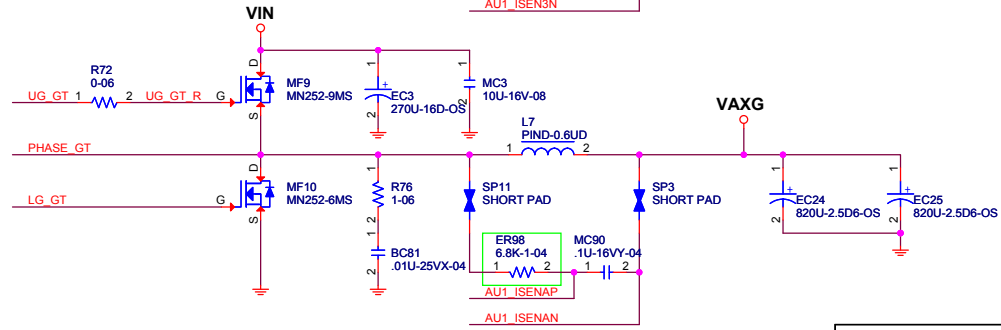 AU1_ISEN3N
VIN
R72
0-06
UG_GT 1 2 UG_GT_R G
D
S
MF9
MN252-9MS
1
2
EC3
270U-16D-OS
1
2
MC3
10U-16V-08
PHASE_GT
L7
PIND-0.6UD
1 2
VAXG
LG_GT
G
D
S
MF10
MN252-6MS
1
R76
1-06
2
1
BC81
.01U-25VX-04
2
SP11
SHORT PAD
SP3
SHORT PAD
ER98
6.8K-1-04
1 2
MC90
.1U-16VY-04
1 2
AU1_ISENAP
AU1_ISENAN
1
2
EC24
820U-2.5D6-OS
1
2
EC25
820U-2.5D6-OS